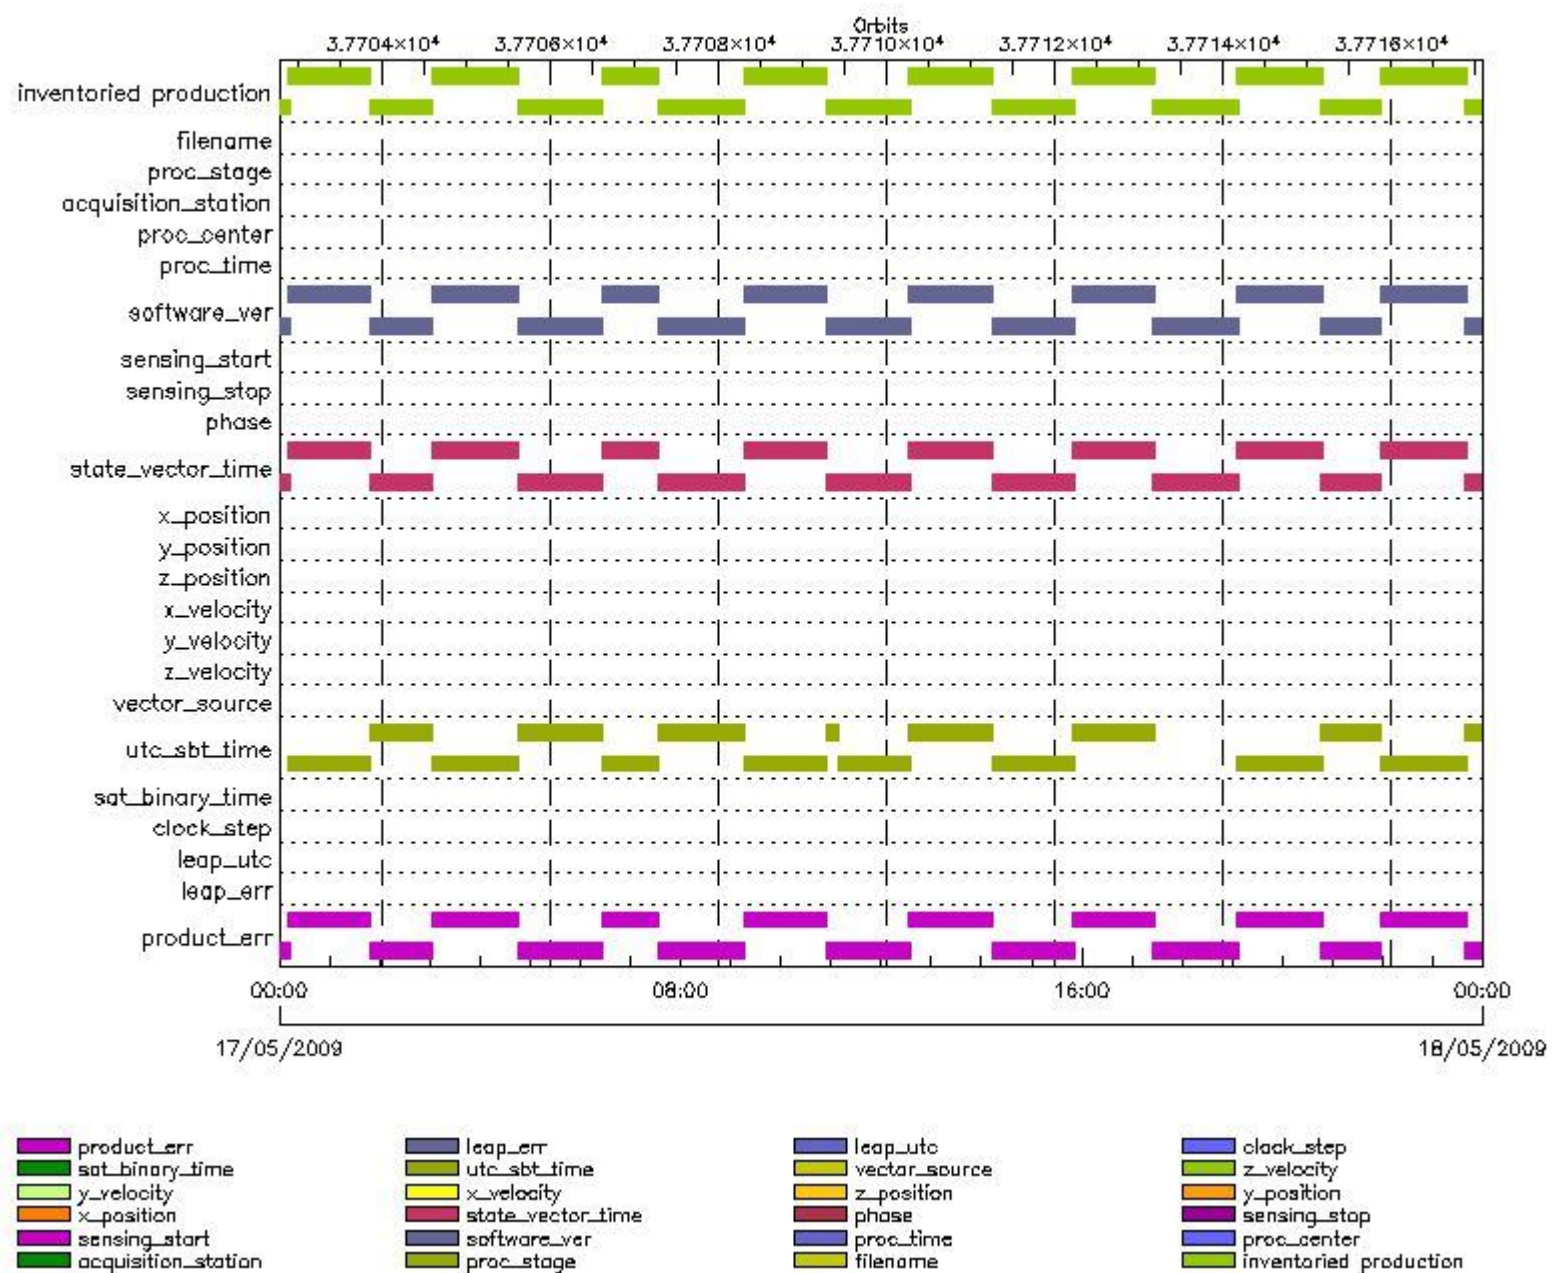 Orbits
3.7704×10⁴ 3.7706×10⁴ 3.7708×10⁴ 3.7710×10⁴ 3.7712×10⁴ 3.7714×10⁴ 3.7716×10⁴
inventoried production
filename
proc_stage
acquisition_station
proc_center
proc_time
software_ver
sensing_start
sensing_stop
phase
state_vector_time
x_position
y_position
z_position
x_velocity
y_velocity
z_velocity
vector_source
utc_sbt_time
sat_binary_time
clock_step
leap_utc
leap_err
product_err
00:00 08:00 16:00 00:00
17/05/2009 18/05/2009
product_err leap_err leap_utc clock_step
sat_binary_time utc_sbt_time vector_source z_velocity
y_velocity x_velocity z_position y_position
x_position state_vector_time phase sensing_stop
sensing_start software_ver proc_time proc_center
acquisition_station proc_stage filename inventoried production